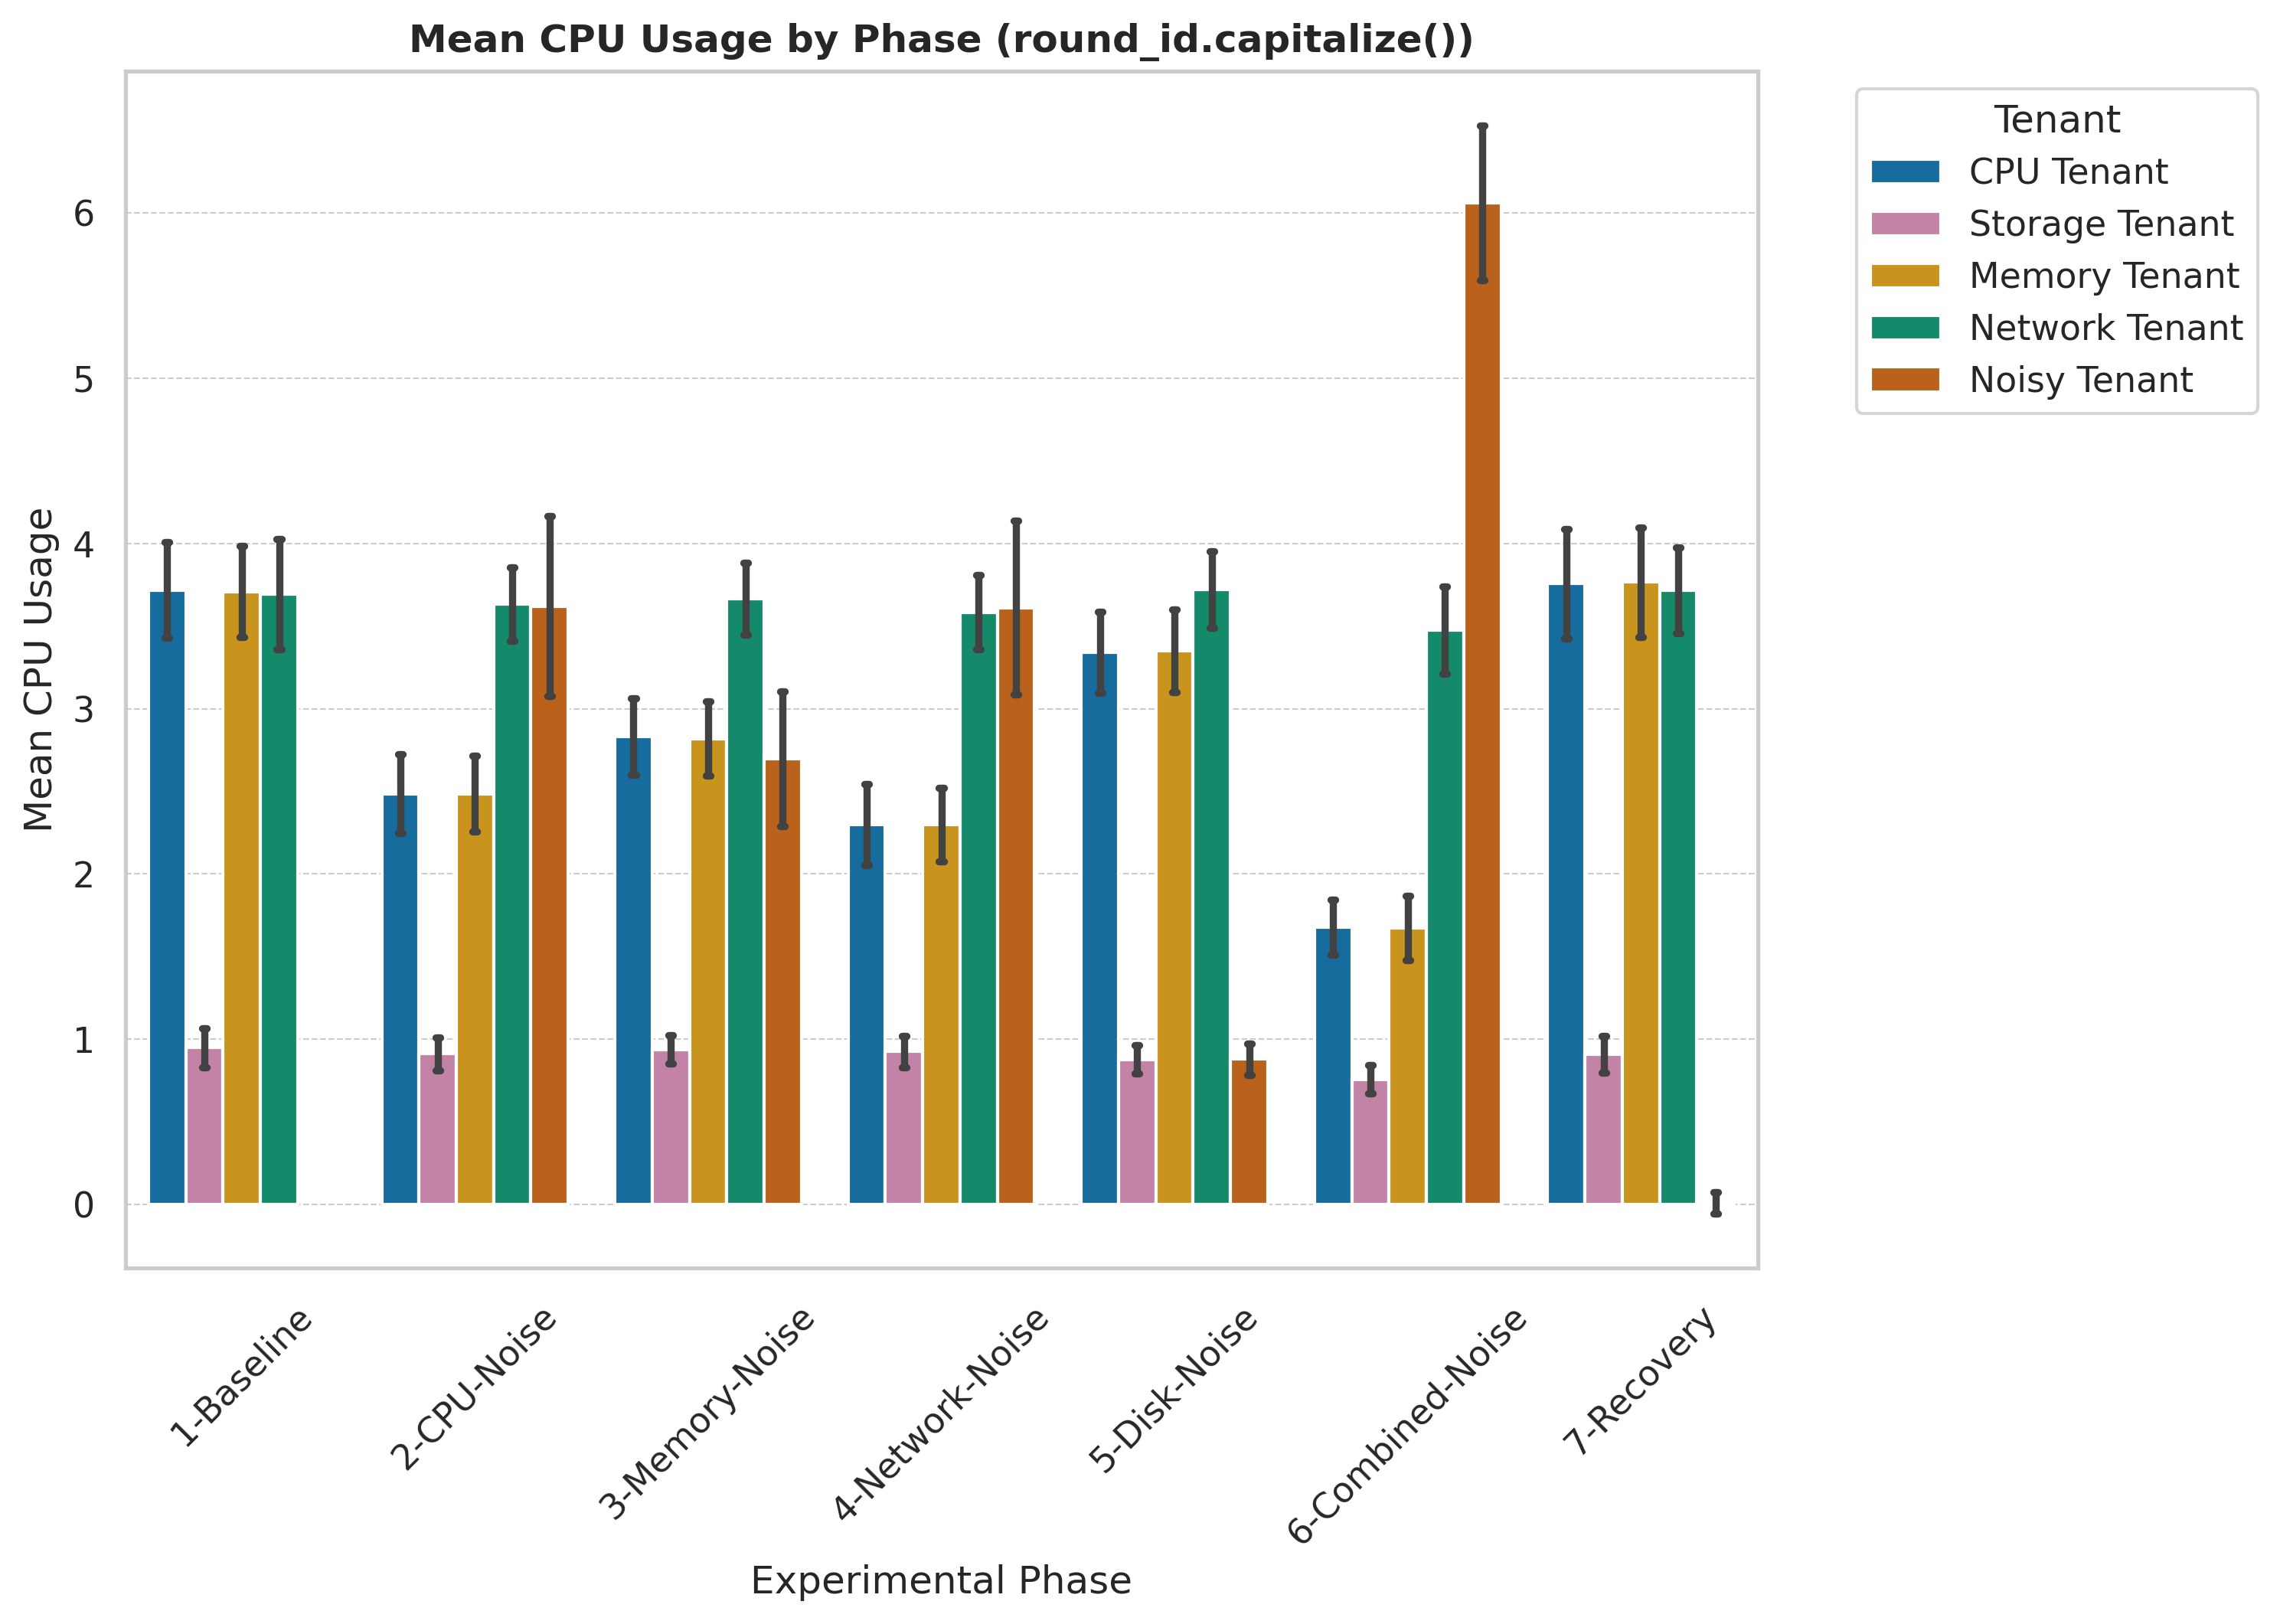 Mean CPU Usage by Phase (round_id.capitalize())
Mean CPU Usage
6
5
4
3
2
1
0
1-Baseline
2-CPU-Noise
3-Memory-Noise
4-Network-Noise
5-Disk-Noise
6-Combined-Noise
7-Recovery
Experimental Phase
Tenant
CPU Tenant
Storage Tenant
Memory Tenant
Network Tenant
Noisy Tenant